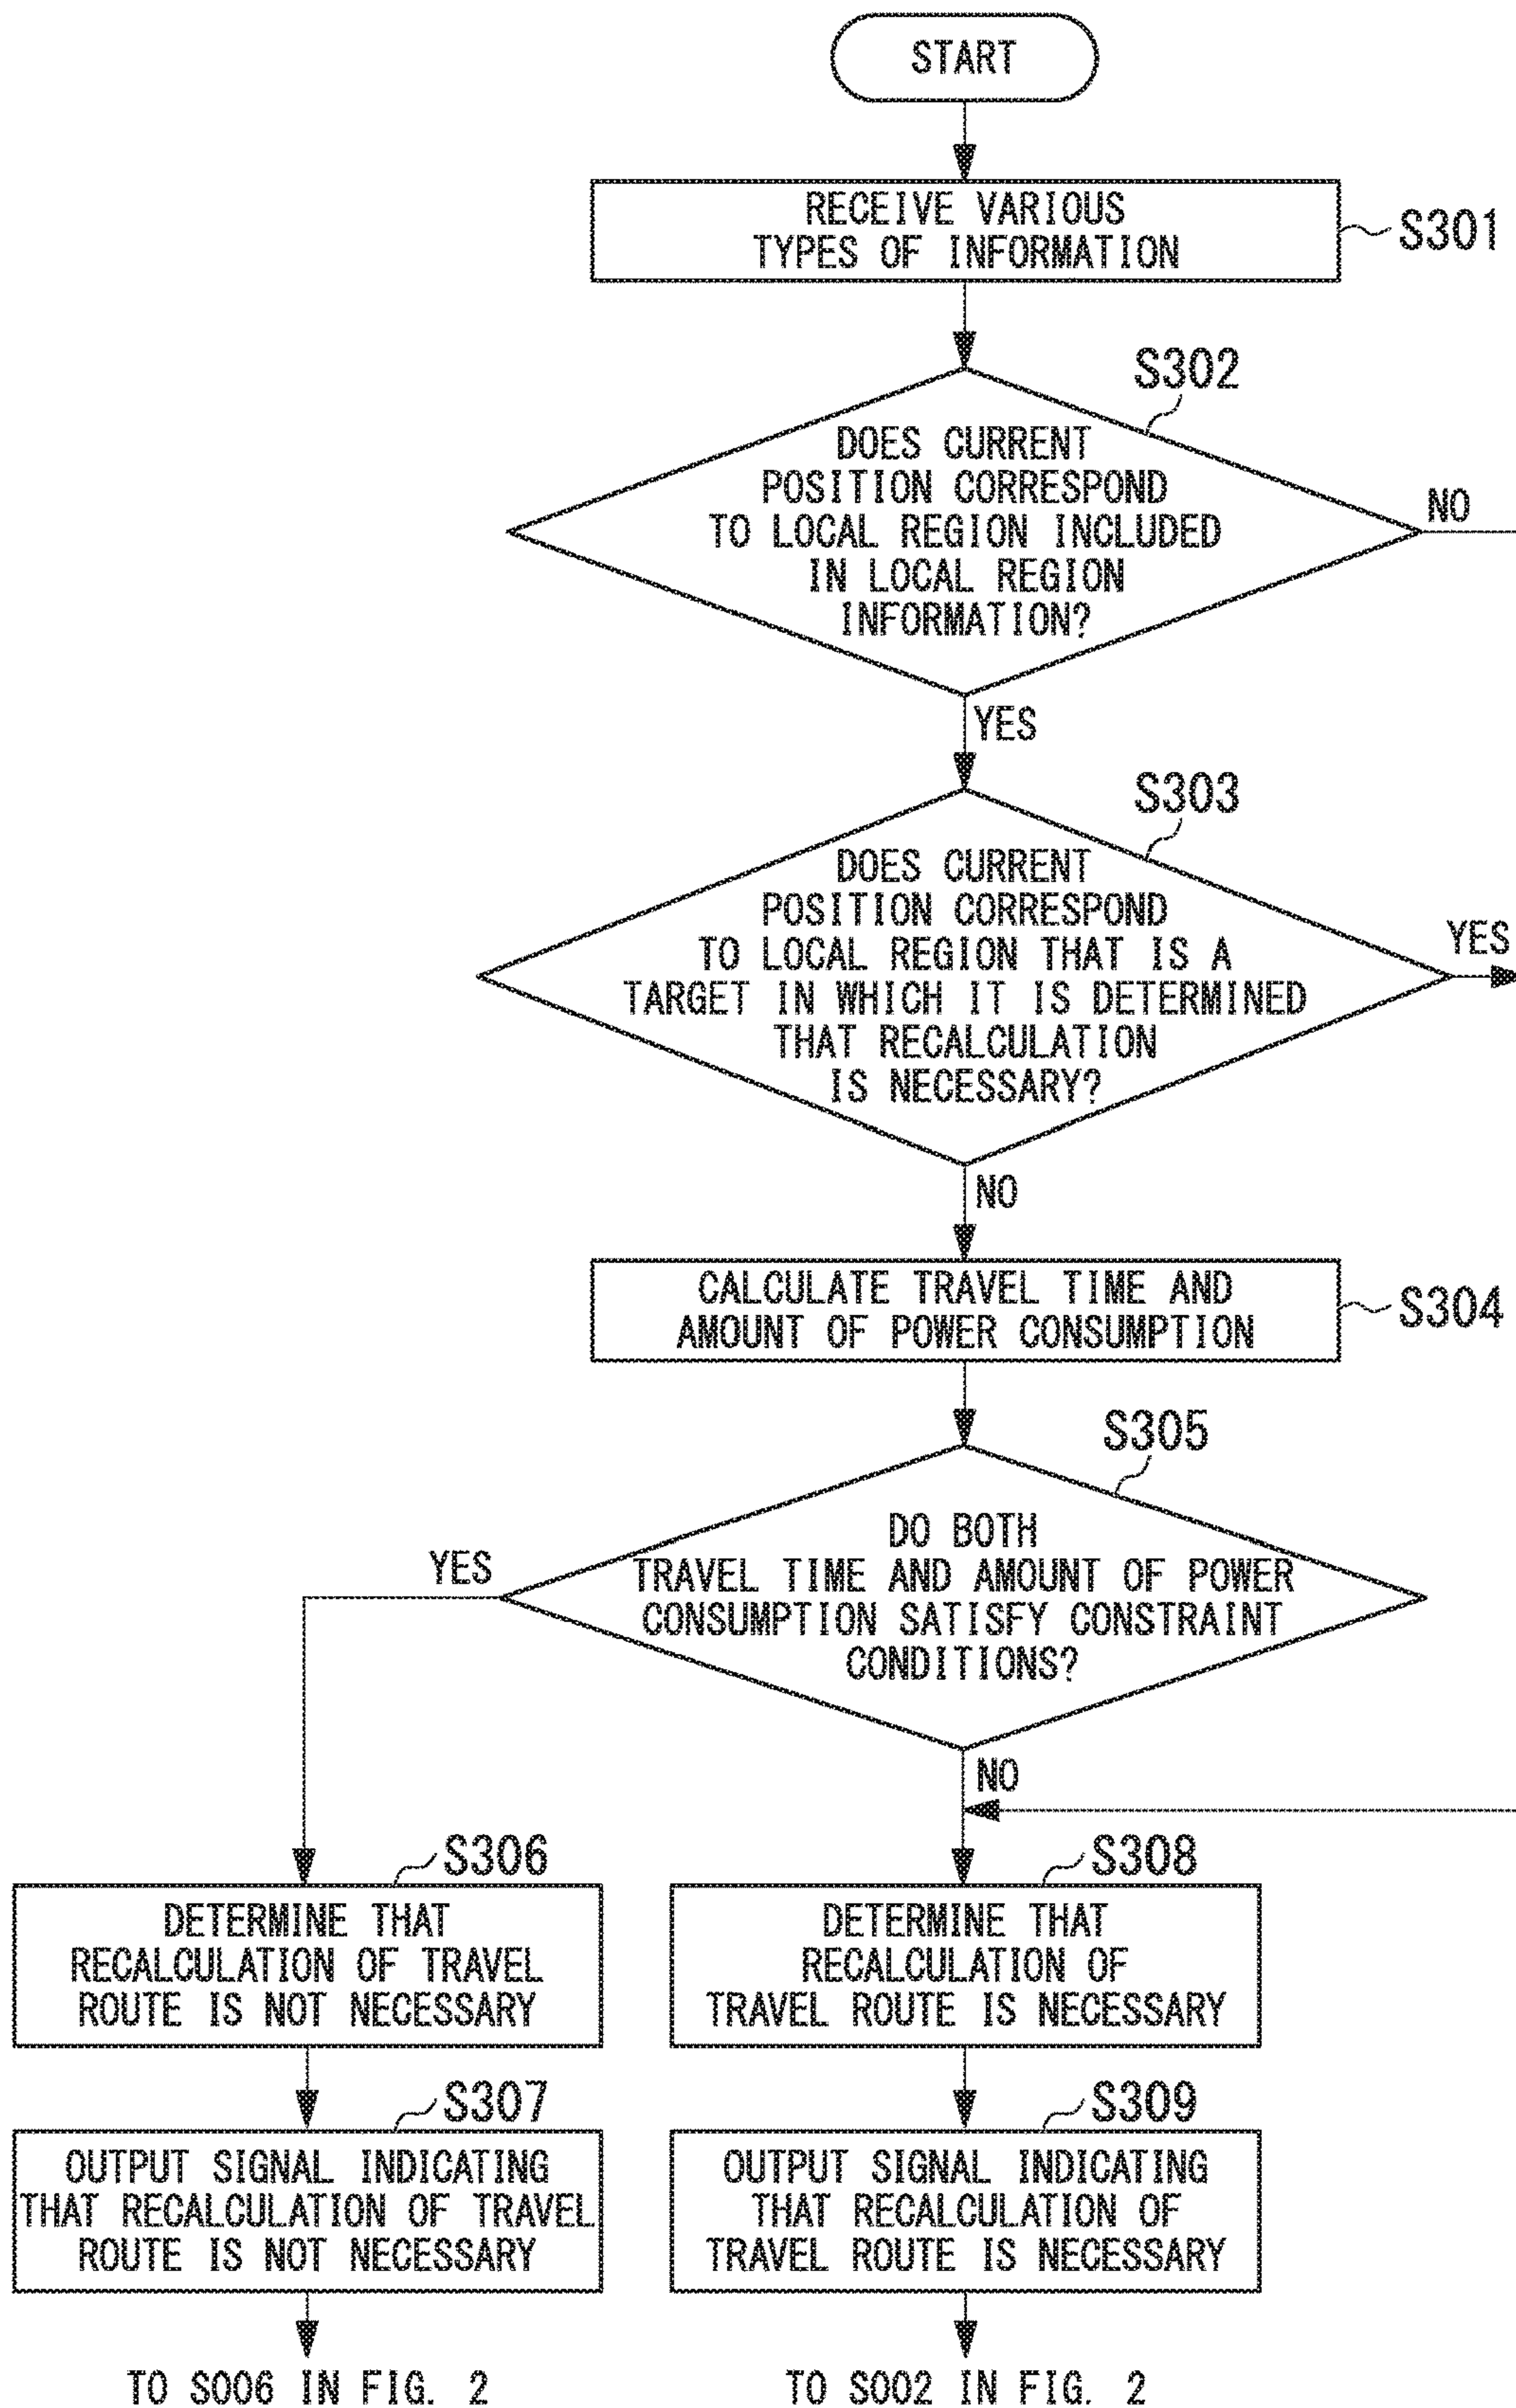 START
RECEIVE VARIOUS
TYPES OF INFORMATION
S301
S302
DOES CURRENT
POSITION CORRESPOND
TO LOCAL REGION INCLUDED
IN LOCAL REGION
INFORMATION?
NO
YES
S303
DOES CURRENT
POSITION CORRESPOND
TO LOCAL REGION THAT IS A
TARGET IN WHICH IT IS DETERMINED
THAT RECALCULATION
IS NECESSARY?
YES
NO
CALCULATE TRAVEL TIME AND
AMOUNT OF POWER CONSUMPTION
S304
S305
DO BOTH
TRAVEL TIME AND AMOUNT OF POWER
CONSUMPTION SATISFY CONSTRAINT
CONDITIONS?
YES
NO
S306
DETERMINE THAT
RECALCULATION OF TRAVEL
ROUTE IS NOT NECESSARY
S308
DETERMINE THAT
RECALCULATION OF
TRAVEL ROUTE IS NECESSARY
S307
OUTPUT SIGNAL INDICATING
THAT RECALCULATION OF TRAVEL
ROUTE IS NOT NECESSARY
S309
OUTPUT SIGNAL INDICATING
THAT RECALCULATION OF
TRAVEL ROUTE IS NECESSARY
TO S006 IN FIG. 2
TO S002 IN FIG. 2